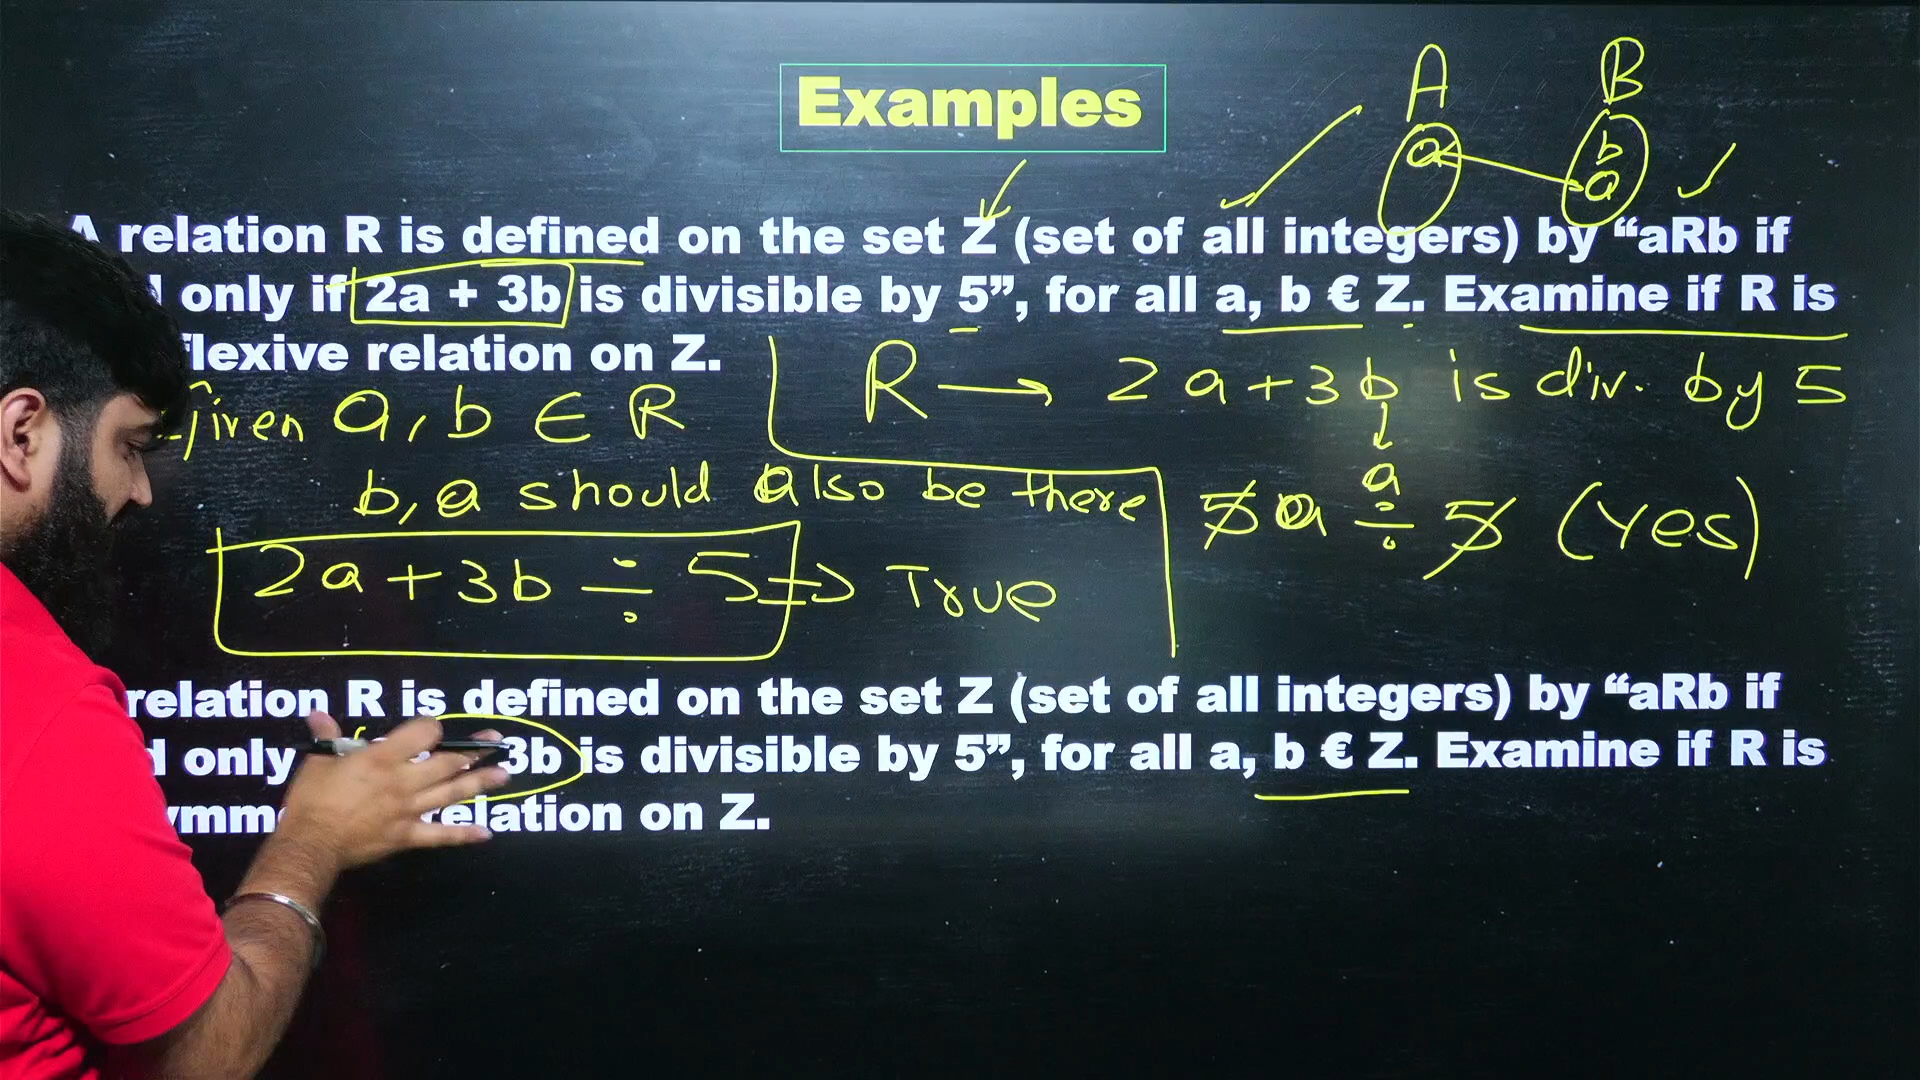 Examples
A B
a b
a
A relation R is defined on the set Z (set of all integers) by “aRb if
only if 2a + 3b is divisible by 5”, for all a, b € Z. Examine if R is
flexive relation on Z.
R → 2a+3b is div. by 5
Given a, b ∈ R
a
b, a should also be there
5a ÷ 5 (Yes)
2a+3b ÷ 5 ⇒ True
relation R is defined on the set Z (set of all integers) by “aRb if
only 3b is divisible by 5”, for all a, b € Z. Examine if R is
relation on Z.